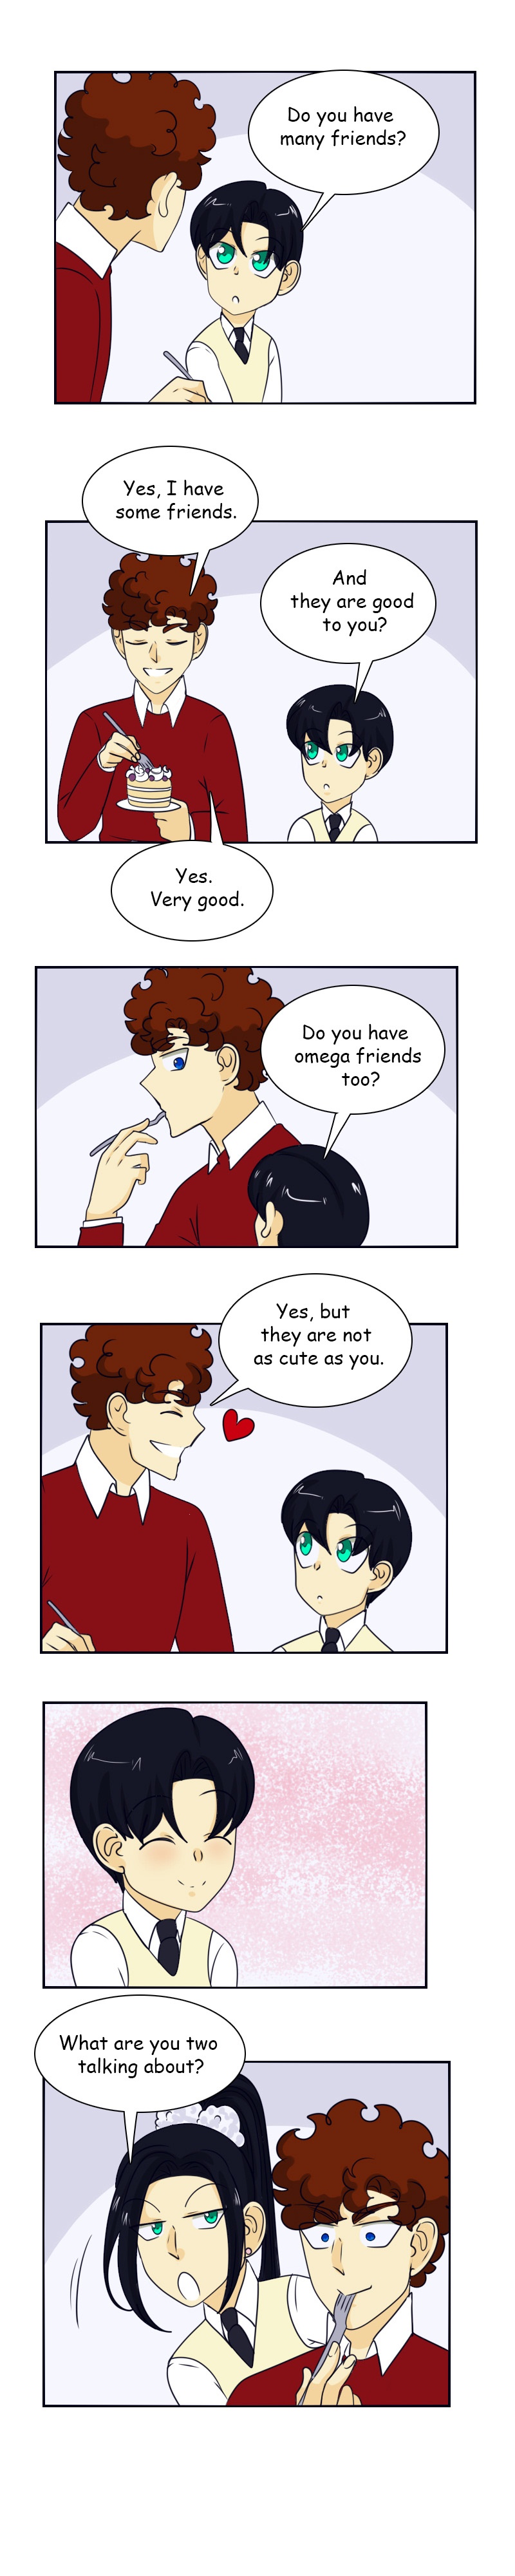 Do you have
many friends?
Yes, I have
some friends.
And
they are good
to you?
Yes.
Very good.
Do you have
omega friends
too?
Yes, but
they are not
as cute as you.
What are you two
talking about?